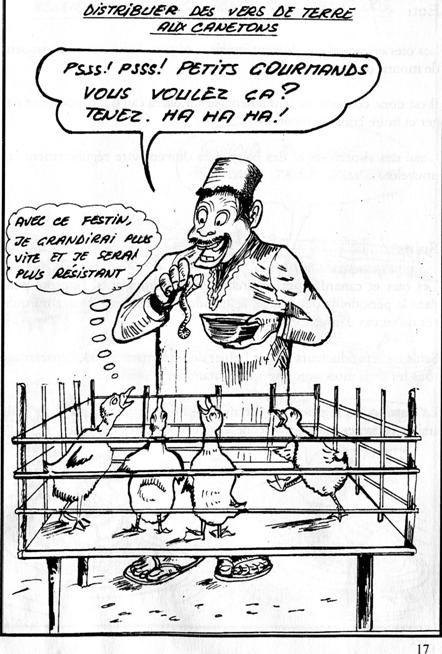 DISTRIBUER DES VERS DE TERRE
AUX CANETONS
PSSS! PSSS! PETITS GOURMANDS
VOUS VOULEZ ÇA?
TENEZ. HA HA HA!
AVEC CE FESTIN,
JE GRANDIRAI PLUS
VITE ET JE SERAI
PLUS RESISTANT
17